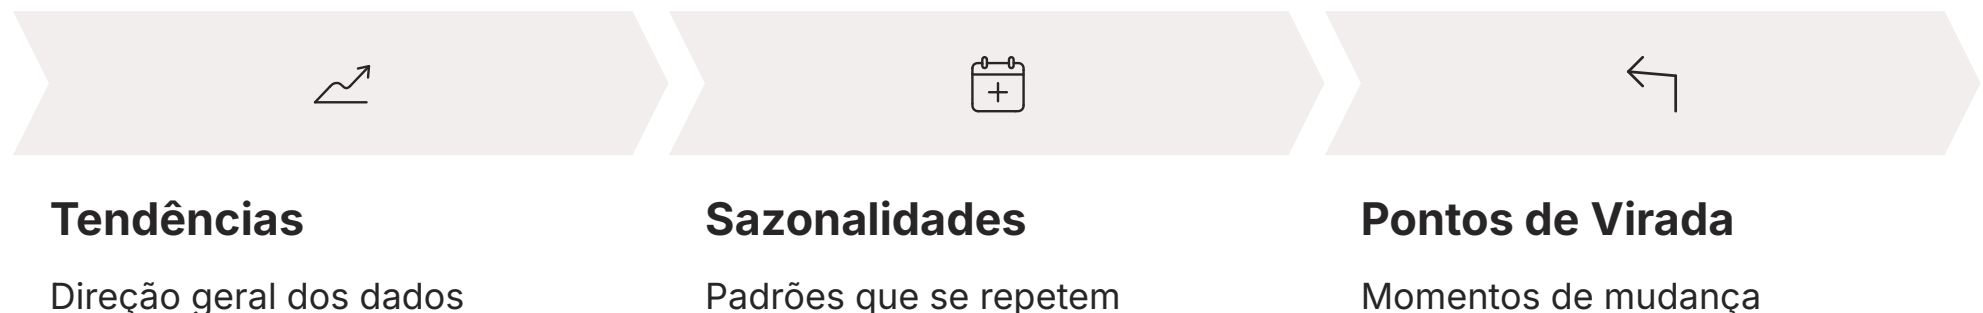 Tendências
Direção geral dos dados
Sazonalidades
Padrões que se repetem
Pontos de Virada
Momentos de mudança